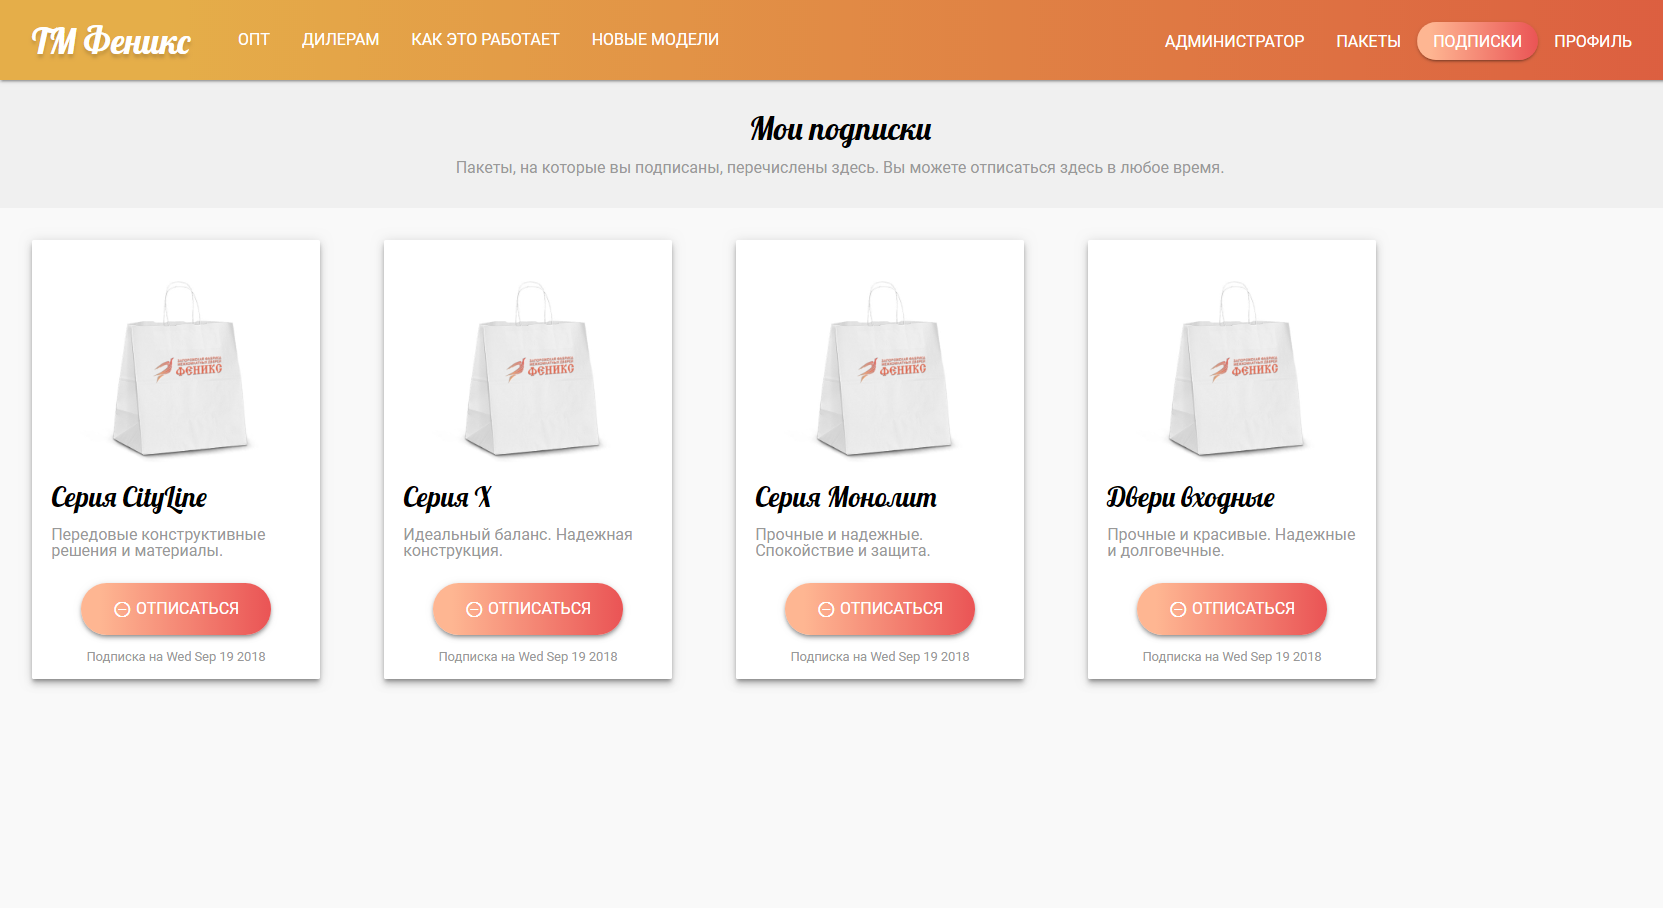 ТМ Феникс
ОПТ
ДИЛЕРАМ
КАК ЭТО РАБОТАЕТ
НОВЫЕ МОДЕЛИ
АДМИНИСТРАТОР
ПАКЕТЫ
ПОДПИСКИ
ПРОФИЛЬ
Мои подписки
Пакеты, на которые вы подписаны, перечислены здесь. Вы можете отписаться здесь в любое время.
ФЕНИКС
Серия CityLine
Передовые конструктивные
решения и материалы.
ОТПИСАТЬСЯ
Подписка на Wed Sep 19 2018
ФЕНИКС
Серия X
Идеальный баланс. Надежная
конструкция.
ОТПИСАТЬСЯ
Подписка на Wed Sep 19 2018
ФЕНИКС
Серия Монолит
Прочные и надежные.
Спокойствие и защита.
ОТПИСАТЬСЯ
Подписка на Wed Sep 19 2018
ФЕНИКС
Двери входные
Прочные и красивые. Надежные
и долговечные.
ОТПИСАТЬСЯ
Подписка на Wed Sep 19 2018